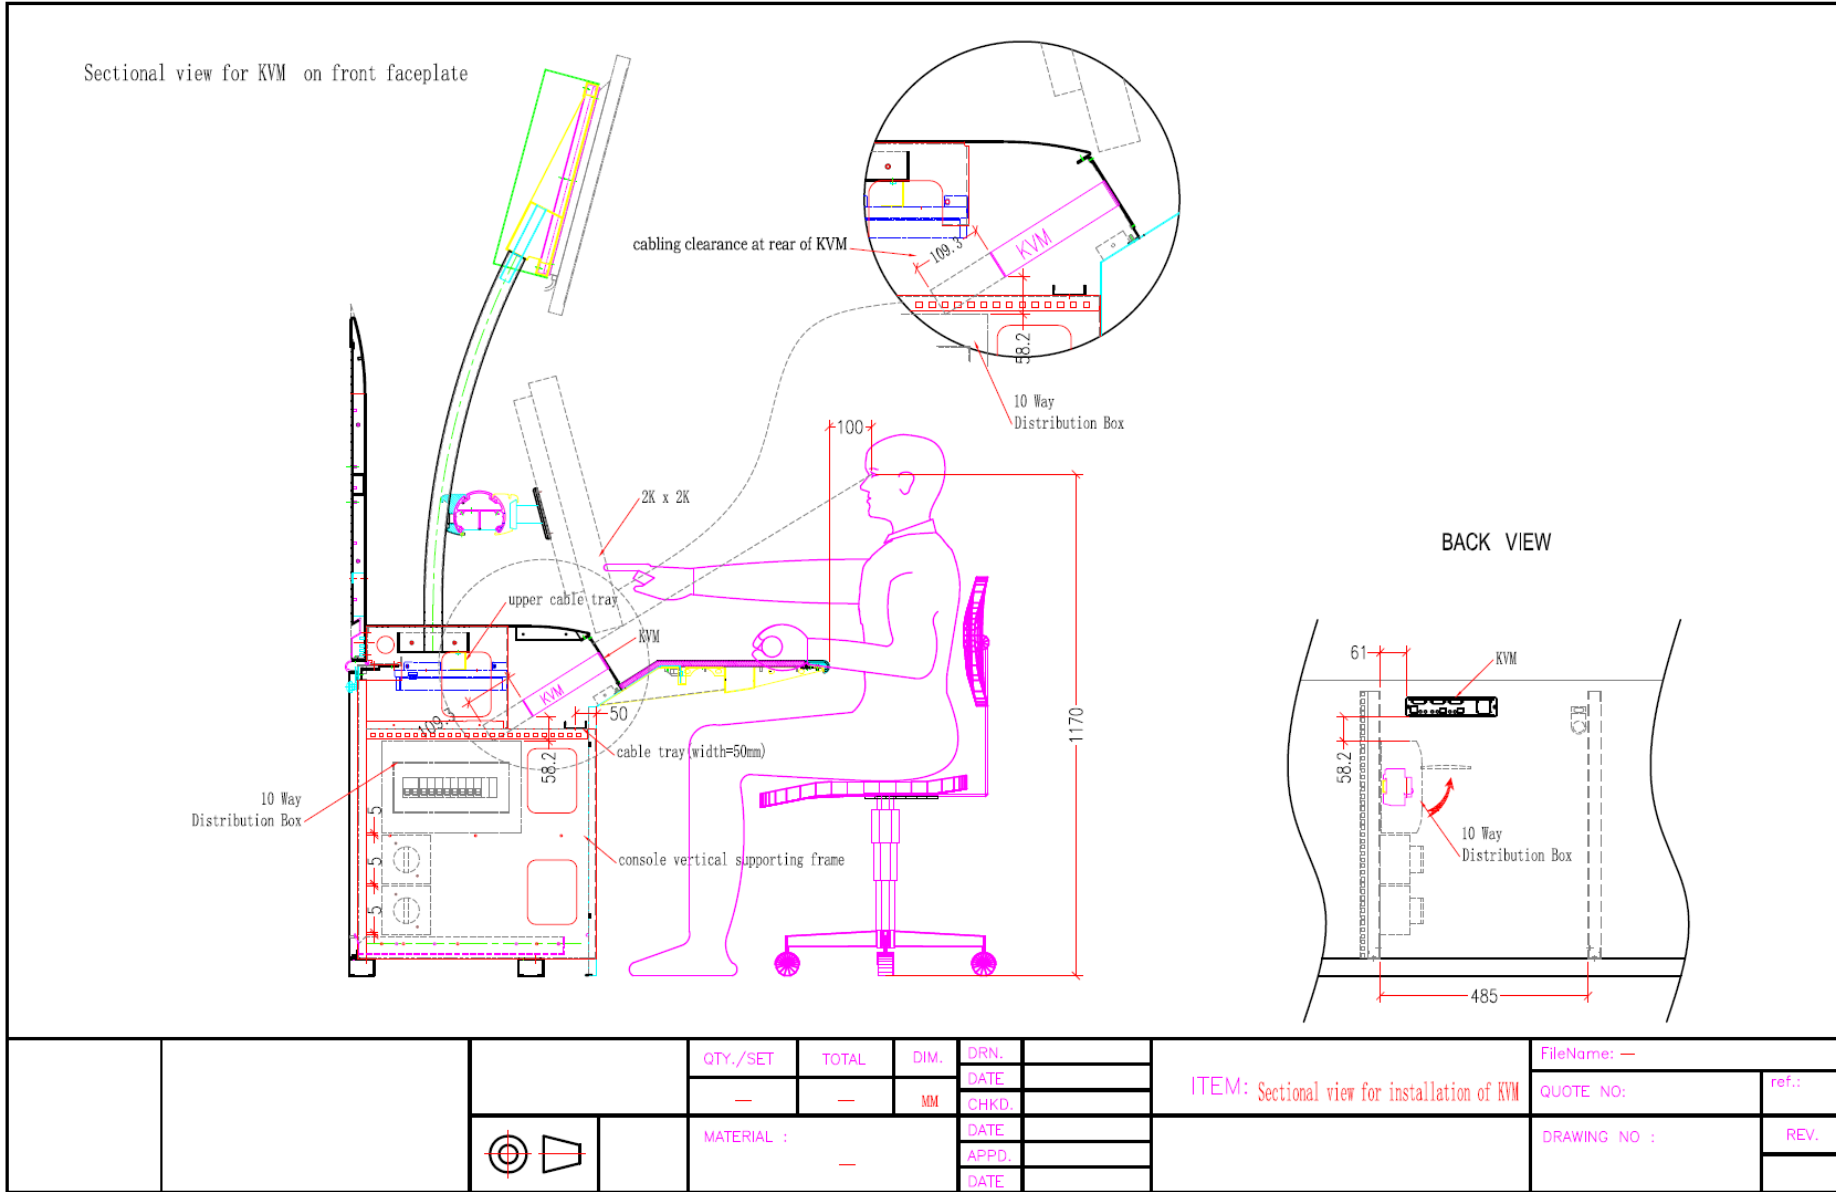 Sectional view for KVM on front faceplate
cabling clearance at rear of KVM
109.3
KVM
58.2
10 Way
Distribution Box
100
2K x 2K
upper cable tray
KVM
KVM
109.3
50
58.2
cable tray(width=50mm)
10 Way
Distribution Box
5
5
5
console vertical supporting frame
1170
BACK VIEW
61
KVM
58.2
10 Way
Distribution Box
485
QTY./SET
TOTAL
DIM.
—
—
MM
MATERIAL :
—
DRN.
DATE
CHKD.
DATE
APPD.
DATE
ITEM: Sectional view for installation of KVM
FileName: —
QUOTE NO:
ref.:
DRAWING NO :
REV.